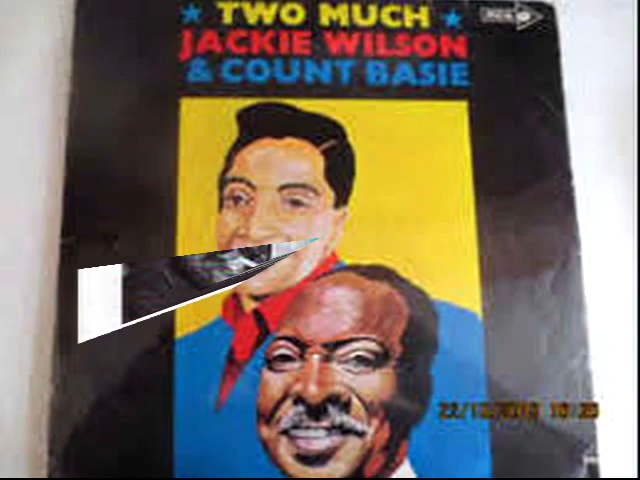 ★ TWO MUCH ★
JACKIE WILSON
& COUNT BASIE